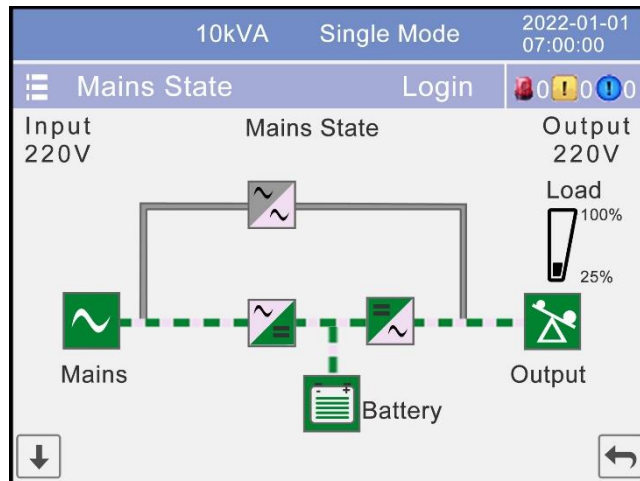 10kVA Single Mode 2022-01-01
07:00:00
Mains State Login 0 0 0
Input Mains State Output
220V 220V
Load
100%
25%
Mains Output
Battery